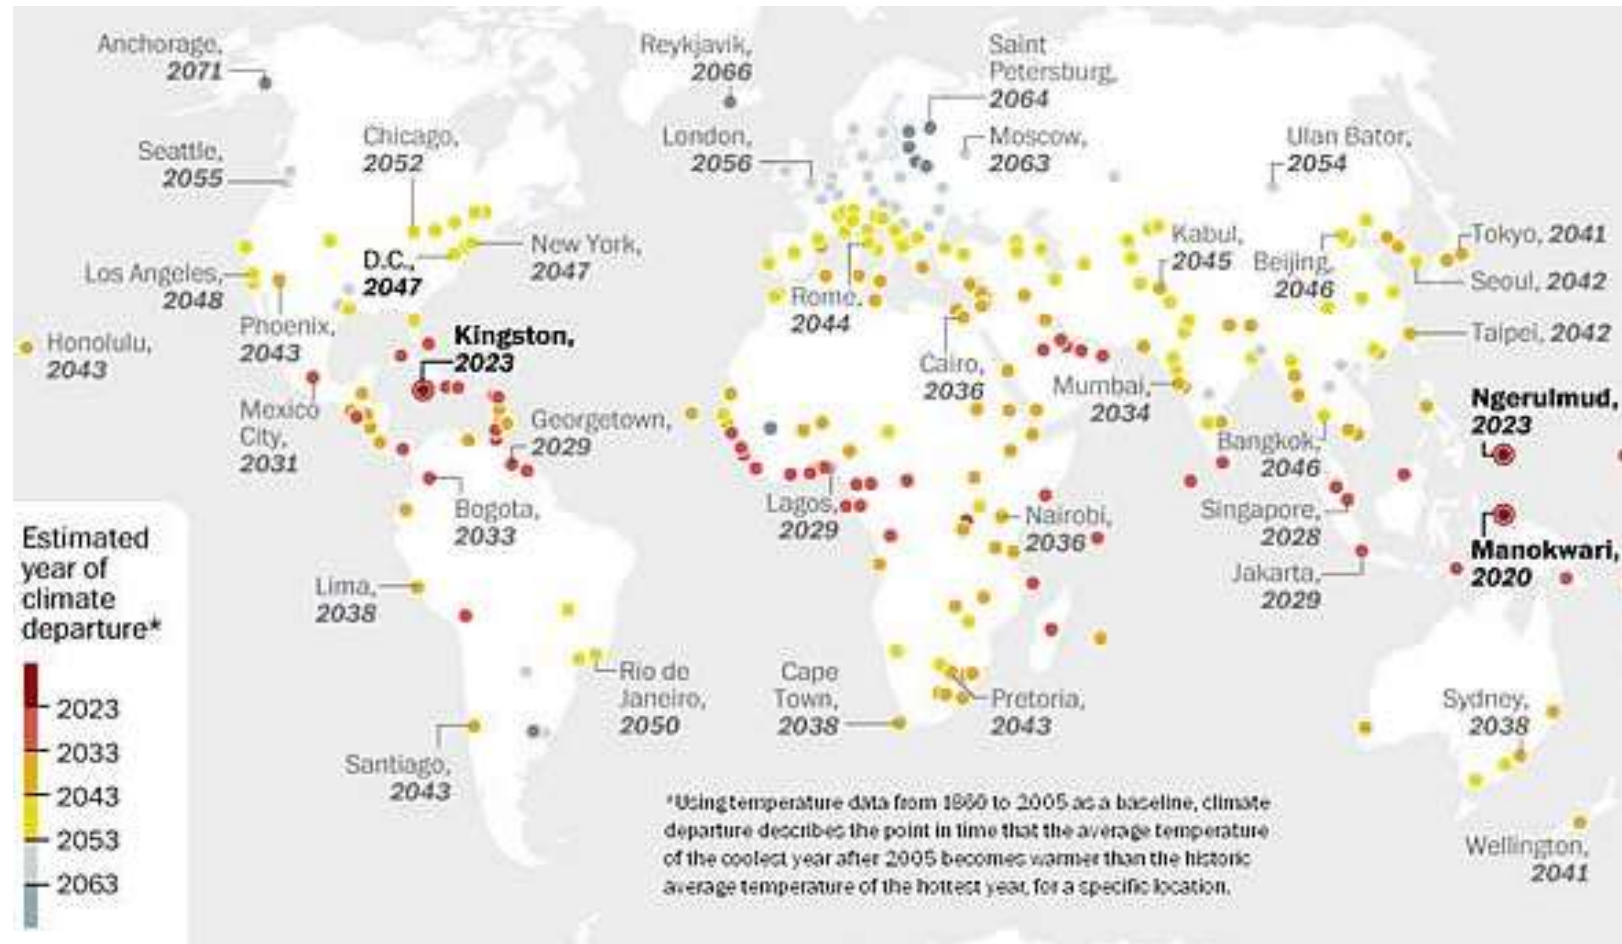 Anchorage,
2071
Reykjavik,
2066
Saint
Petersburg,
2064
Seattle,
2055
Chicago,
2052
London,
2056
Moscow,
2063
Ulan Bator,
2054
Los Angeles,
2048
D.C.,
2047
New York,
2047
Rome,
2044
Kabul,
2045
Beijing,
2046
Tokyo, 2041
Seoul, 2042
Taipei, 2042
Honolulu,
2043
Phoenix,
2043
Kingston,
2023
Cairo,
2036
Mumbai,
2034
Mexico
City,
2031
Georgetown,
2029
Bangkok,
2046
Ngerulmud,
2023
Bogota,
2033
Lagos,
2029
Nairobi,
2036
Singapore,
2028
Manokwari,
2020
Jakarta,
2029
Lima,
2038
Rio de
Janeiro,
2050
Cape
Town,
2038
Pretoria,
2043
Sydney,
2038
Santiago,
2043
Wellington,
2041
Estimated
year of
climate
departure*
2023
2033
2043
2053
2063
*Using temperature data from 1860 to 2005 as a baseline, climate
departure describes the point in time that the average temperature
of the coolest year after 2005 becomes warmer than the historic
average temperature of the hottest year, for a specific location.